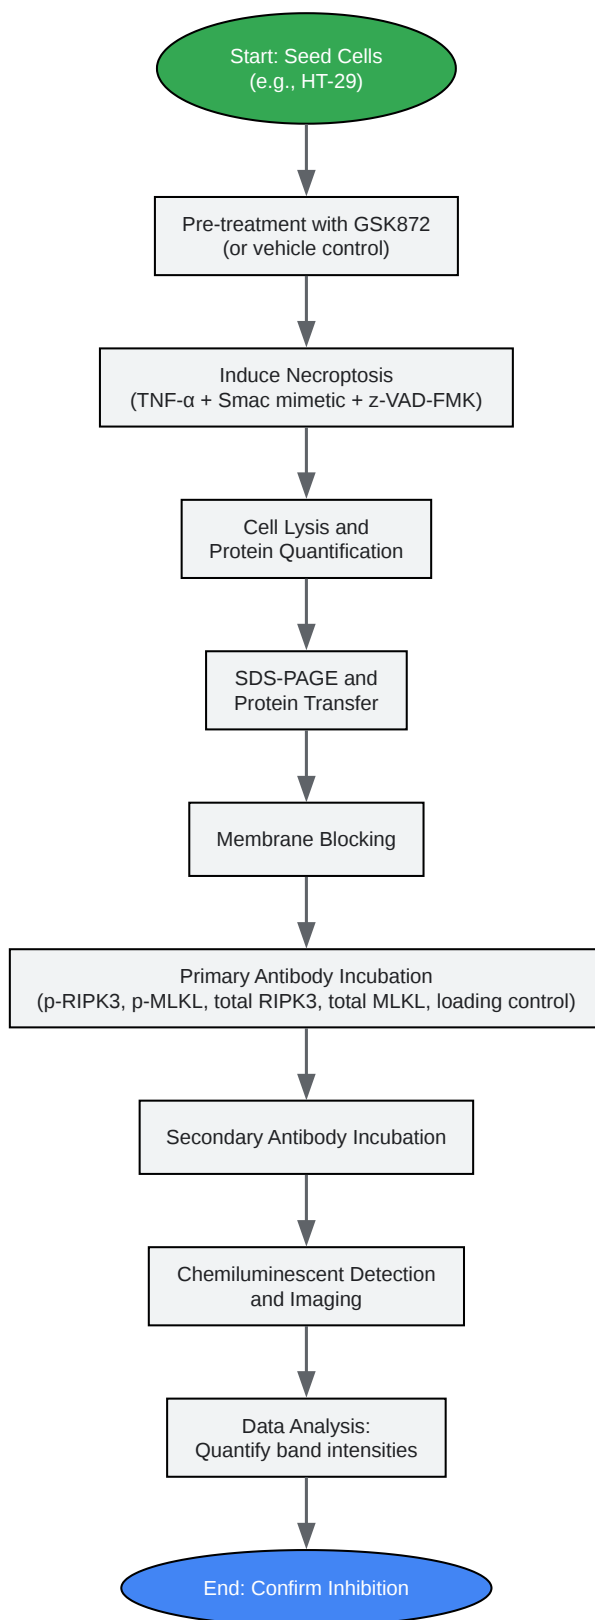 Start: Seed Cells
(e.g., HT-29)
Pre-treatment with GSK872
(or vehicle control)
Induce Necroptosis
(TNF-α + Smac mimetic + z-VAD-FMK)
Cell Lysis and
Protein Quantification
SDS-PAGE and
Protein Transfer
Membrane Blocking
Primary Antibody Incubation
(p-RIPK3, p-MLKL, total RIPK3, total MLKL, loading control)
Secondary Antibody Incubation
Chemiluminescent Detection
and Imaging
Data Analysis:
Quantify band intensities
End: Confirm Inhibition